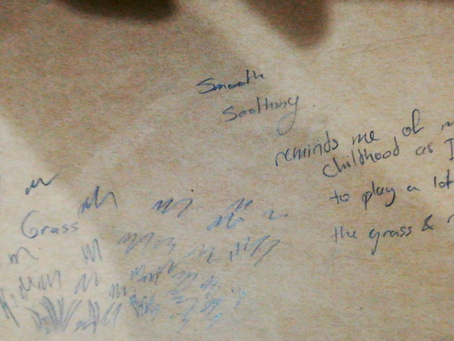 Smooth
Soothing
reminds me of m
childhood as I
to play a lot
the grass &
Grass